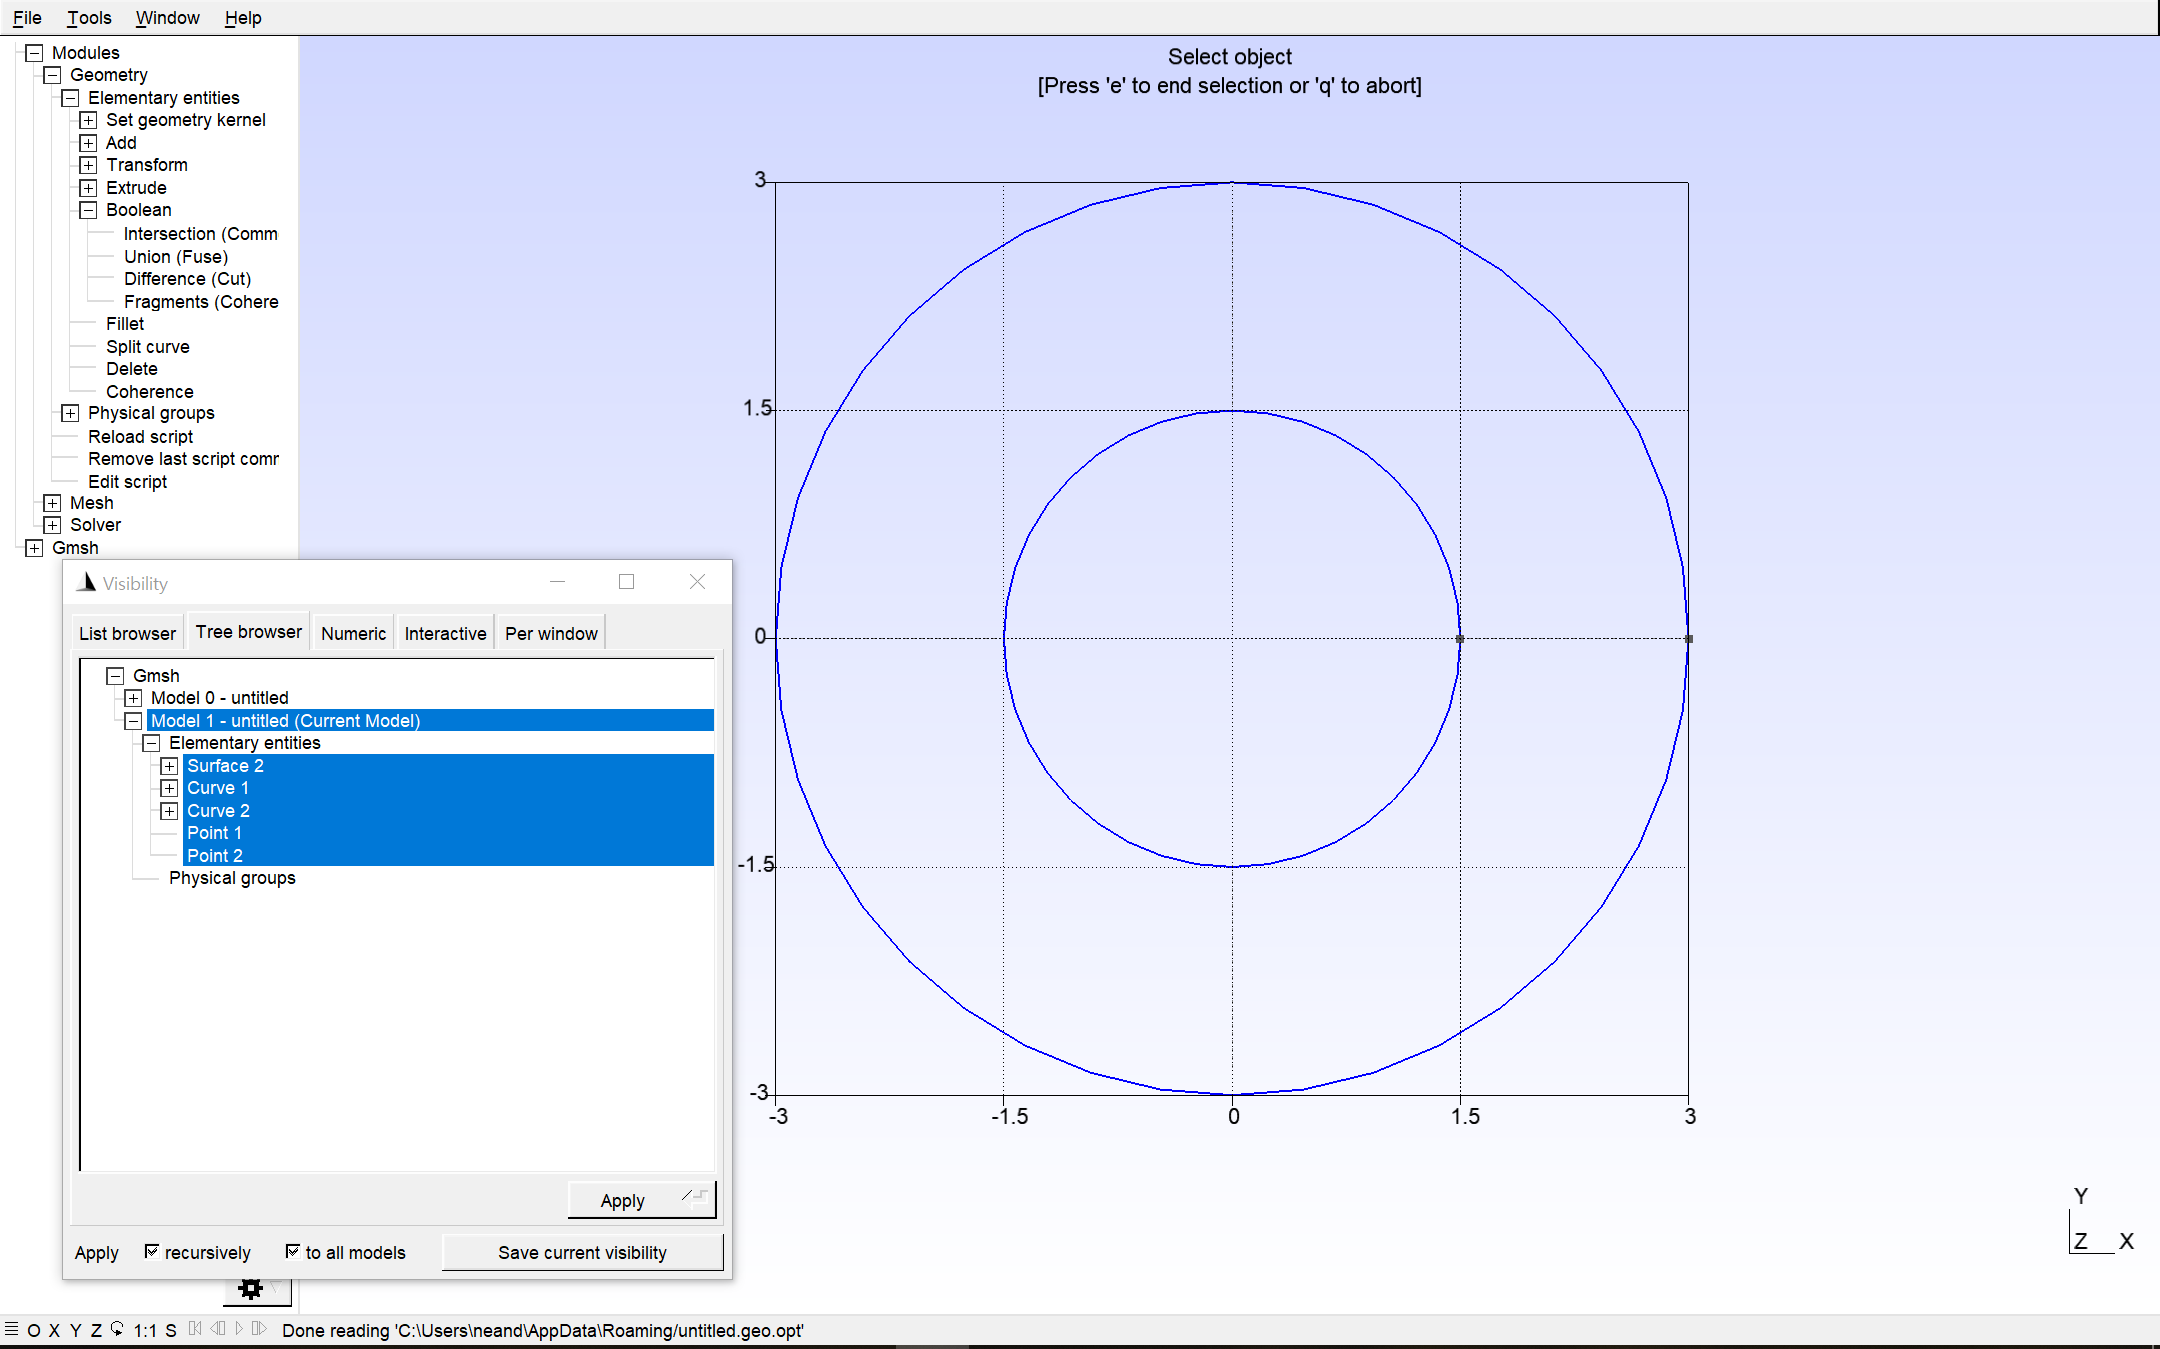 File Tools Window Help
Modules
Geometry
Elementary entities
Set geometry kernel
Add
Transform
Extrude
Boolean
Intersection (Comm
Union (Fuse)
Difference (Cut)
Fragments (Cohere
Fillet
Split curve
Delete
Coherence
Physical groups
Reload script
Remove last script comr
Edit script
Mesh
Solver
Gmsh
Select object
[Press 'e' to end selection or 'q' to abort]
3
1.5
0
-1.5
-3
-3 -1.5 0 1.5 3
Y
Z X
Visibility
List browser Tree browser Numeric Interactive Per window
Gmsh
Model 0 - untitled
Model 1 - untitled (Current Model)
Elementary entities
Surface 2
Curve 1
Curve 2
Point 1
Point 2
Physical groups
Apply
Apply recursively to all models Save current visibility
O X Y Z 1:1 S Done reading 'C:\Users\neand\AppData\Roaming/untitled.geo.opt'